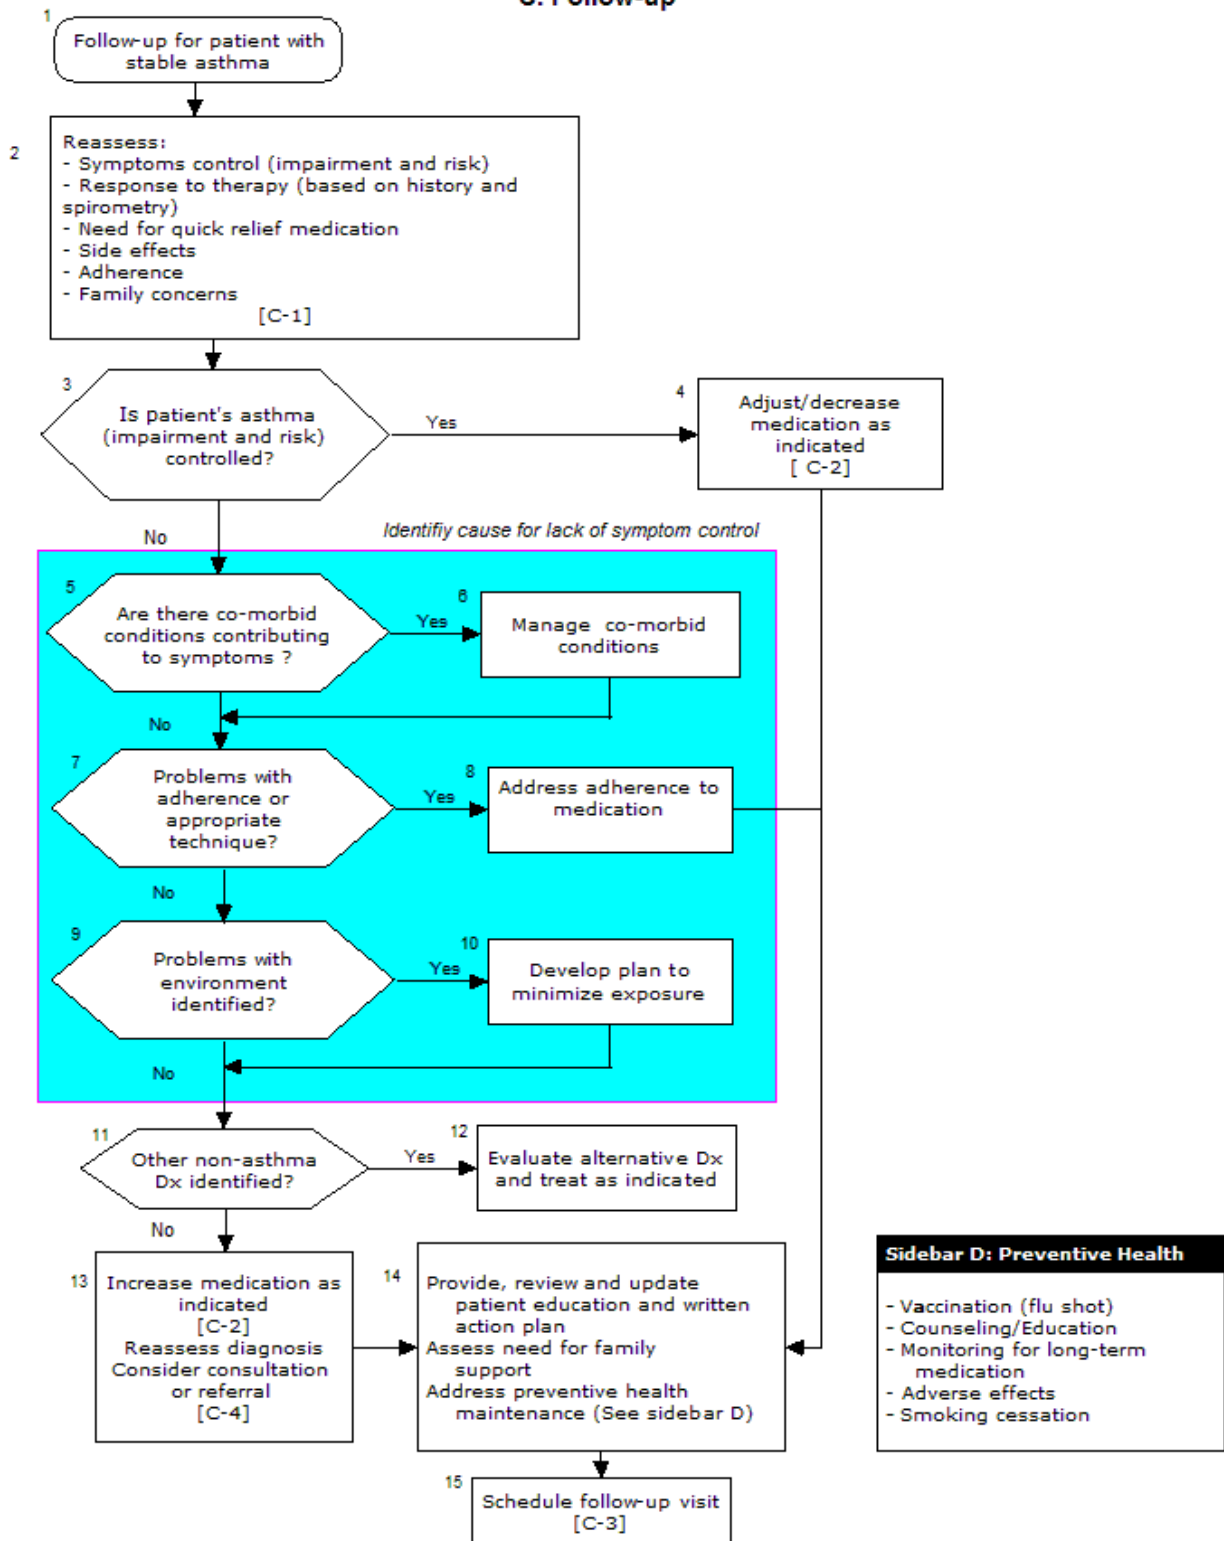 C: Follow-up
1
Follow-up for patient with
stable asthma
2
Reassess:
- Symptoms control (impairment and risk)
- Response to therapy (based on history and
spirometry)
- Need for quick relief medication
- Side effects
- Adherence
- Family concerns
[C-1]
3
Is patient's asthma
(impairment and risk)
controlled?
Yes
4
Adjust/decrease
medication as
indicated
[ C-2]
No
Identifiy cause for lack of symptom control
5
Are there co-morbid
conditions contributing
to symptoms ?
Yes
6
Manage co-morbid
conditions
No
7
Problems with
adherence or
appropriate
technique?
Yes
8
Address adherence to
medication
No
9
Problems with
environment
identified?
Yes
10
Develop plan to
minimize exposure
No
11
Other non-asthma
Dx identified?
Yes
12
Evaluate alternative Dx
and treat as indicated
No
13
Increase medication as
indicated
[C-2]
Reassess diagnosis
Consider consultation
or referral
[C-4]
14
Provide, review and update
patient education and written
action plan
Assess need for family
support
Address preventive health
maintenance (See sidebar D)
Sidebar D: Preventive Health
- Vaccination (flu shot)
- Counseling/Education
- Monitoring for long-term
medication
- Adverse effects
- Smoking cessation
15
Schedule follow-up visit
[C-3]